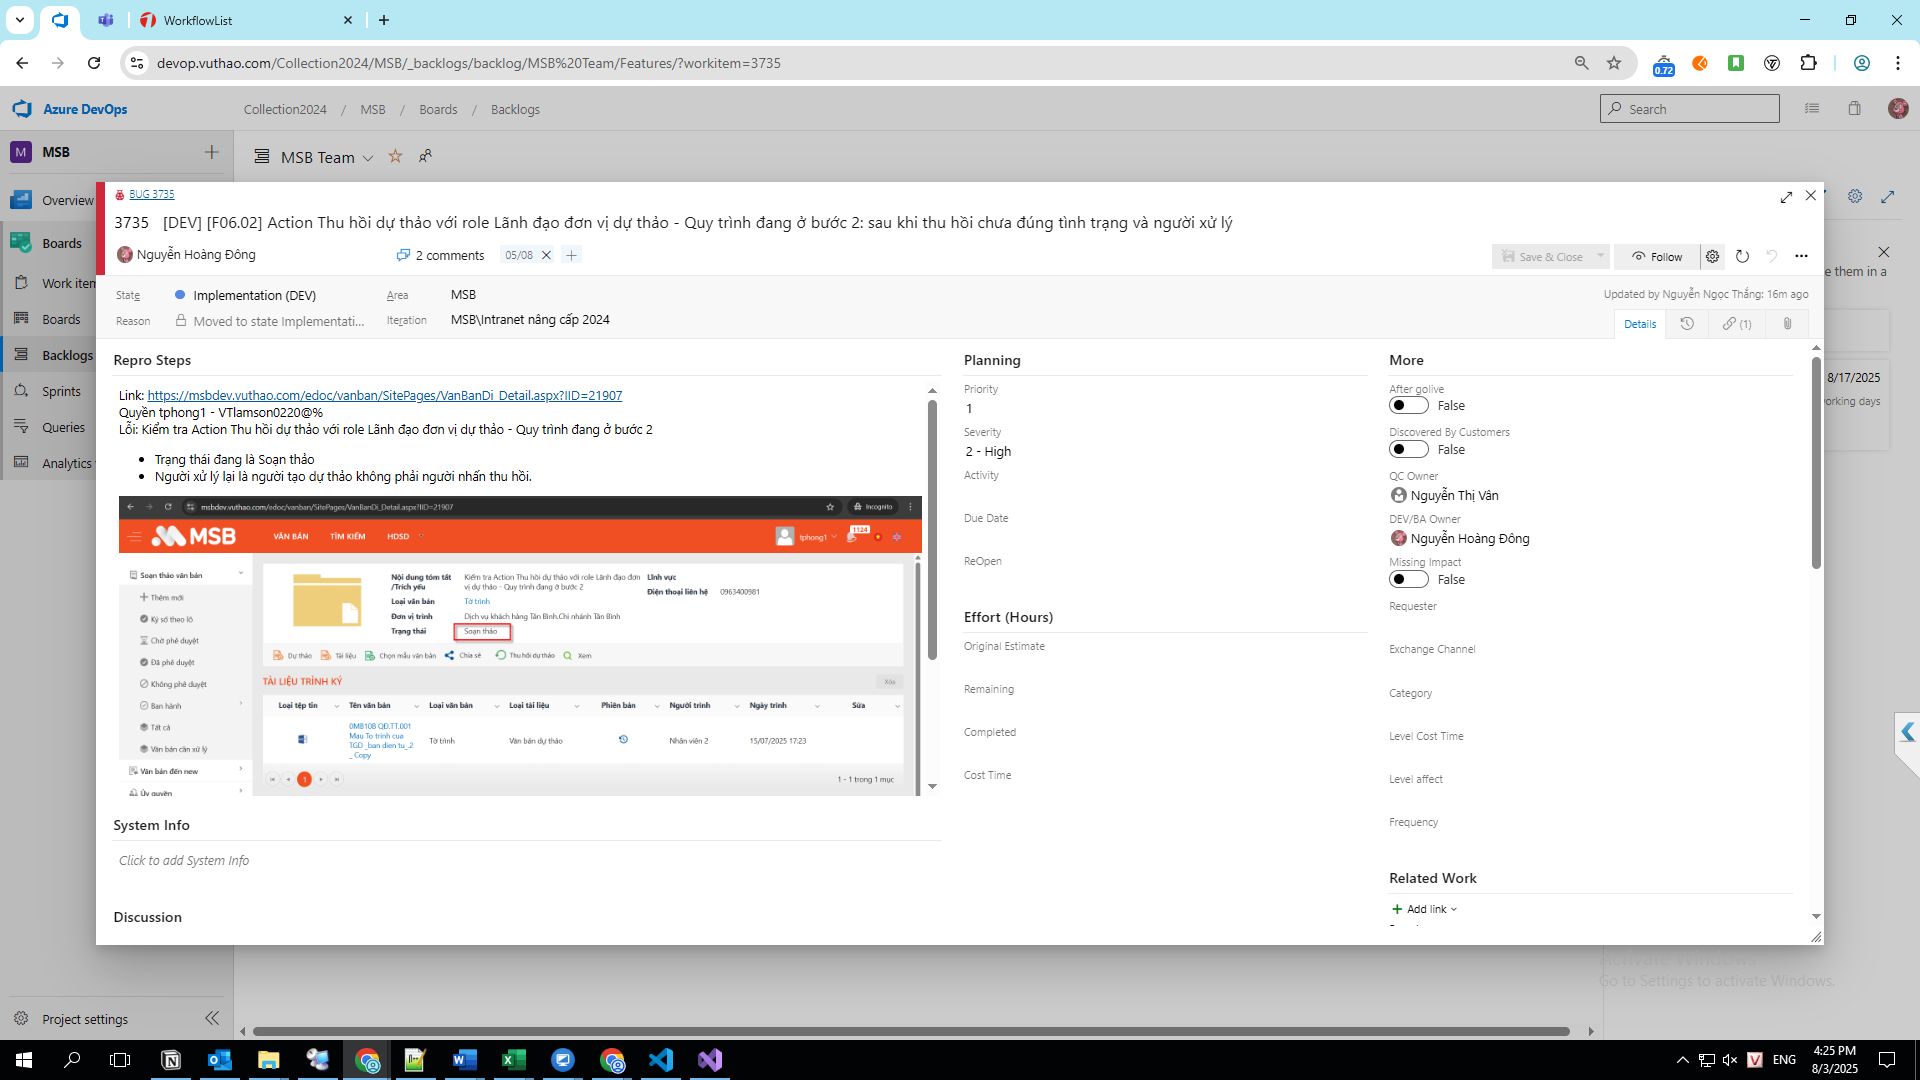 WorkflowList
devop.vuthao.com/Collection2024/MSB/_backlogs/backlog/MSB%20Team/Features/?workitem=3735
0.72
Azure DevOps
Collection2024 / MSB / Boards / Backlogs
Search
M MSB
MSB Team
Overview
Boards
Work item
Boards
Backlogs
Sprints
Queries
Analytics
Project settings
BUG 3735
3735 [DEV] [F06.02] Action Thu hồi dự thảo với role Lãnh đạo đơn vị dự thảo - Quy trình đang ở bước 2: sau khi thu hồi chưa đúng tình trạng và người xử lý
Nguyễn Hoàng Đông
2 comments
05/08
Save & Close
Follow
State
Implementation (DEV)
Area
MSB
Updated by Nguyễn Ngọc Thắng: 16m ago
Reason
Moved to state Implementati...
Iteration
MSB\Intranet nâng cấp 2024
Details
(1)
Repro Steps
Link: https://msbdev.vuthao.com/edoc/vanban/SitePages/VanBanDi_Detail.aspx?IID=21907
Quyền tphong1 - VTlamson0220@%
Lỗi: Kiểm tra Action Thu hồi dự thảo với role Lãnh đạo đơn vị dự thảo - Quy trình đang ở bước 2
• Trạng thái đang là Soạn thảo
• Người xử lý lại là người tạo dự thảo không phải người nhấn thu hồi.
msbdev.vuthao.com/edoc/vanban/SitePages/VanBanDi_Detail.aspx?IID=21907
Incognito
MSB
VĂN BẢN
TÌM KIẾM
HDSD
tphong1
1124
Soạn thảo văn bản
Thêm mới
Ký số theo lô
Chờ phê duyệt
Đã phê duyệt
Không phê duyệt
Ban hành
Tất cả
Văn bản cần xử lý
Văn bản đến new
Ủy quyền
Nội dung tóm tắt
/Trích yếu
Kiểm tra Action Thu hồi dự thảo với role Lãnh đạo đơn
vị dự thảo - Quy trình đang ở bước 2
Lĩnh vực
Điện thoại liên hệ
0963400981
Loại văn bản
Tờ trình
Đơn vị trình
Dịch vụ khách hàng Tân Bình.Chi nhánh Tân Bình
Trạng thái
Soạn thảo
Dự thảo
Tài liệu
Chọn mẫu văn bản
Chia sẻ
Thu hồi dự thảo
Xem
TÀI LIỆU TRÌNH KÝ
Xóa
Loại tệp tin
Tên văn bản
Loại văn bản
Loại tài liệu
Phiên bản
Người trình
Ngày trình
Sửa
0MB10B QĐ.TT.001
Mau To trinh cua
TGD _ban dien tu_.2
_ Copy
Tờ trình
Văn bản dự thảo
Nhân viên 2
15/07/2025 17:23
1
1 - 1 trong 1 mục
System Info
Click to add System Info
Discussion
Planning
Priority
1
Severity
2 - High
Activity
Due Date
ReOpen
Effort (Hours)
Original Estimate
Remaining
Completed
Cost Time
More
After golive
False
Discovered By Customers
False
QC Owner
Nguyễn Thị Vân
DEV/BA Owner
Nguyễn Hoàng Đông
Missing Impact
False
Requester
Exchange Channel
Category
Level Cost Time
Level affect
Frequency
Related Work
Add link
e them in a
8/17/2025
orking days
Activate Windows
Go to Settings to activate Windows.
ENG
4:25 PM
8/3/2025